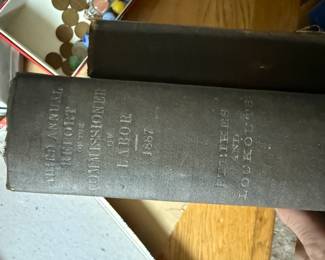 THIRD ANNUAL
REPORT
OF THE
COMMISSIONER
OF
LABOR
1887
STRIKES
AND
LOCKOUTS